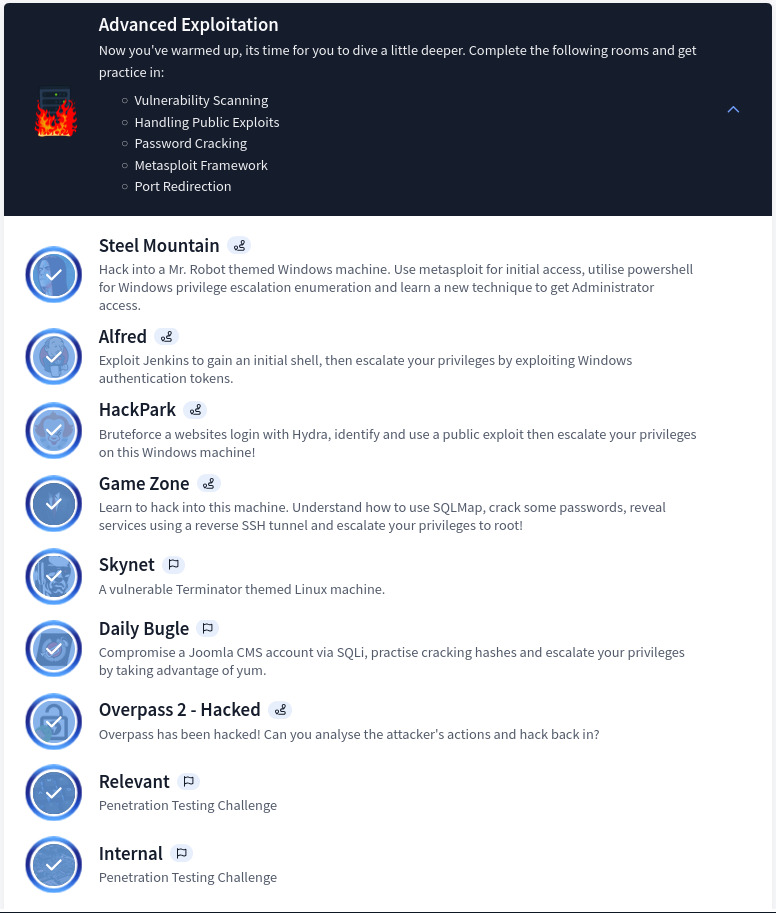 Advanced Exploitation
Now you've warmed up, its time for you to dive a little deeper. Complete the following rooms and get
practice in:
Vulnerability Scanning
Handling Public Exploits
Password Cracking
Metasploit Framework
Port Redirection
Steel Mountain
Hack into a Mr. Robot themed Windows machine. Use metasploit for initial access, utilise powershell
for Windows privilege escalation enumeration and learn a new technique to get Administrator
access.
Alfred
Exploit Jenkins to gain an initial shell, then escalate your privileges by exploiting Windows
authentication tokens.
HackPark
Bruteforce a websites login with Hydra, identify and use a public exploit then escalate your privileges
on this Windows machine!
Game Zone
Learn to hack into this machine. Understand how to use SQLMap, crack some passwords, reveal
services using a reverse SSH tunnel and escalate your privileges to root!
Skynet
A vulnerable Terminator themed Linux machine.
Daily Bugle
Compromise a Joomla CMS account via SQLi, practise cracking hashes and escalate your privileges
by taking advantage of yum.
Overpass 2 - Hacked
Overpass has been hacked! Can you analyse the attacker's actions and hack back in?
Relevant
Penetration Testing Challenge
Internal
Penetration Testing Challenge